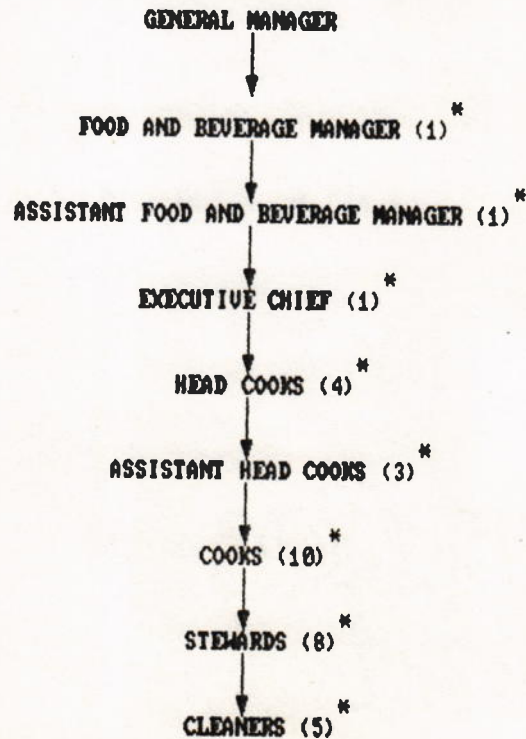 GENERAL MANAGER
FOOD AND BEVERAGE MANAGER (1)*
ASSISTANT FOOD AND BEVERAGE MANAGER (1)*
EXECUTIVE CHIEF (1)*
HEAD COOKS (4)*
ASSISTANT HEAD COOKS (3)*
COOKS (10)*
STEWARDS (8)*
CLEANERS (5)*